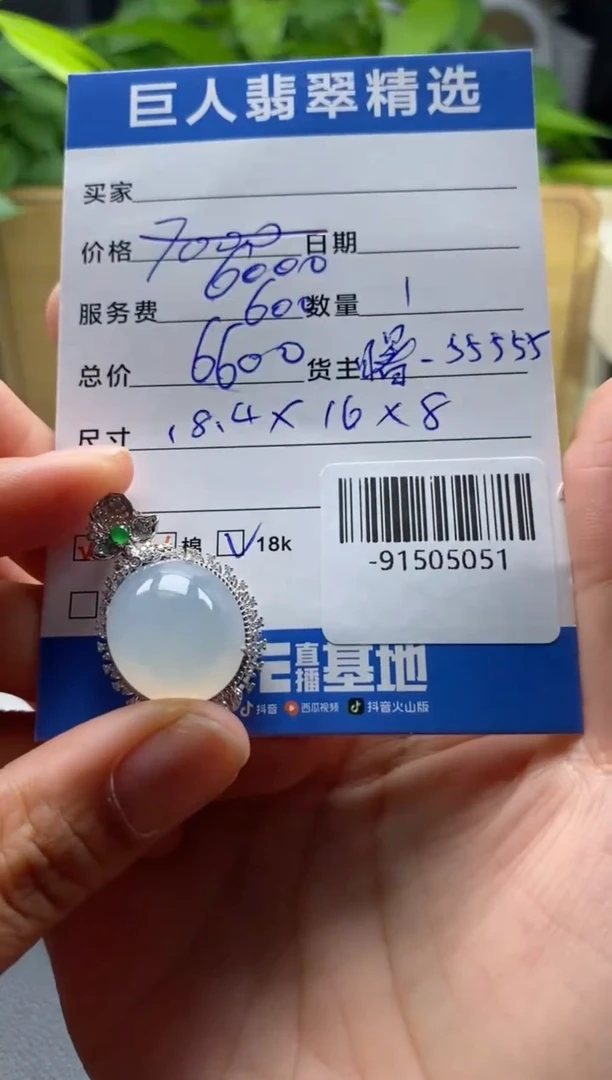 巨人翡翠精选
买家
价格 7000 日期
6000
服务费 600 数量 1
总价 6600 货主 曙-55555
尺寸 18.4×16×8
棉 18k
-91505051
直播基地
抖音 西瓜视频 抖音火山版